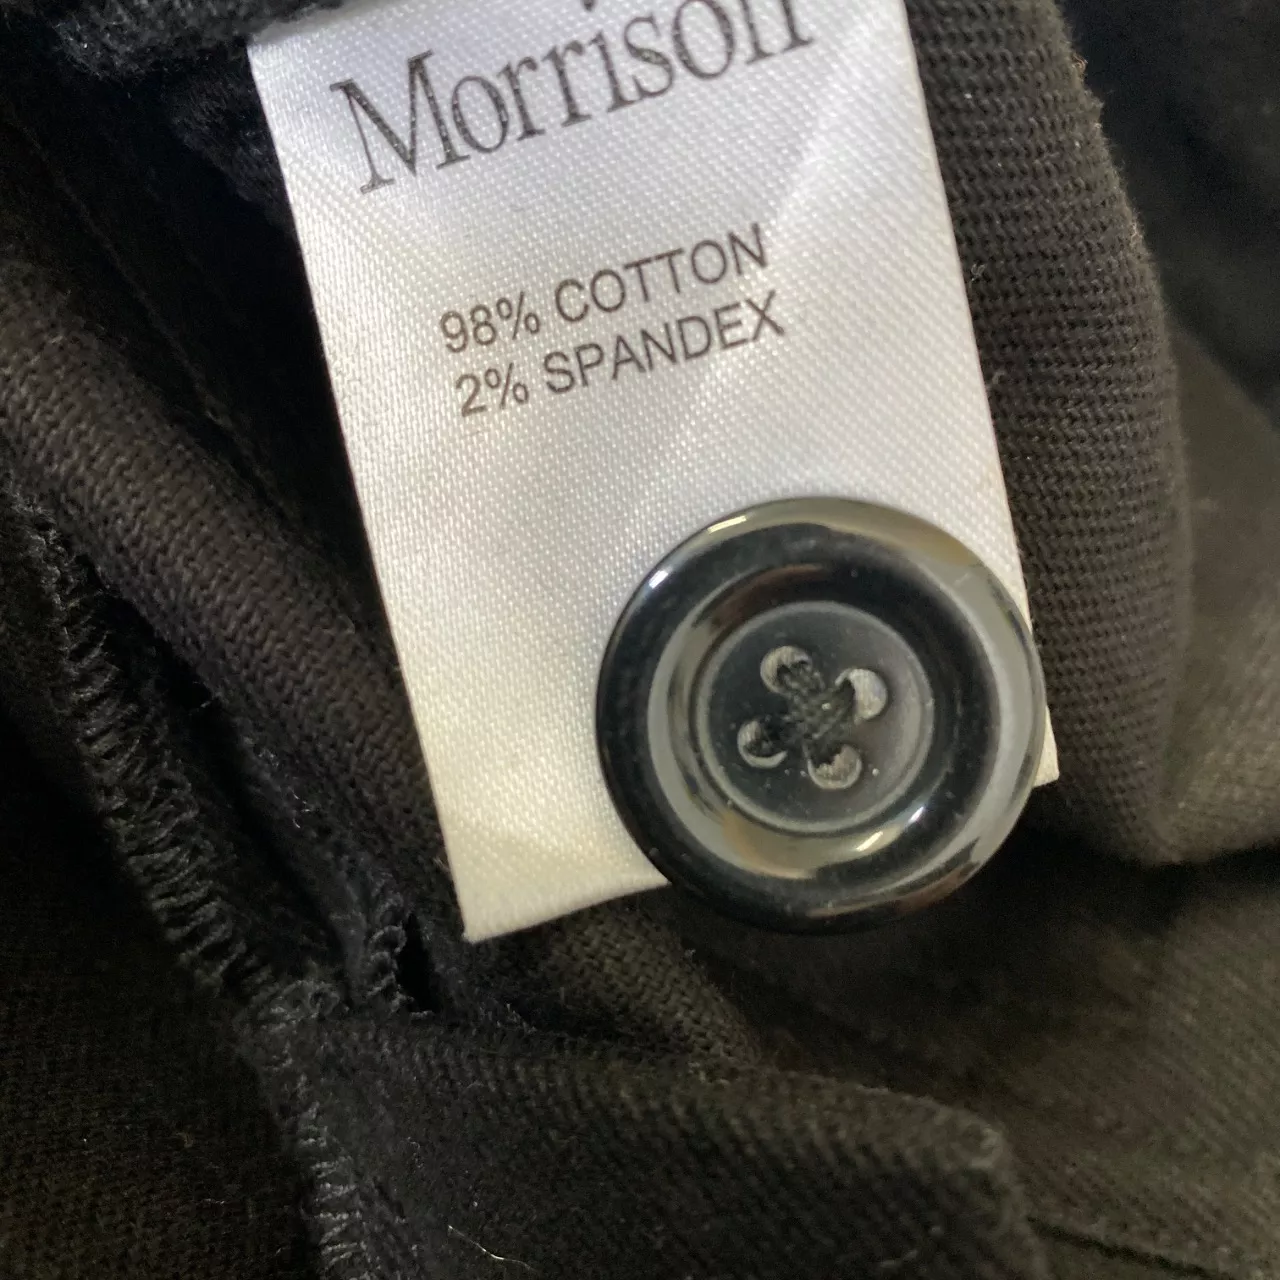 Morrison
98% COTTON
2% SPANDEX